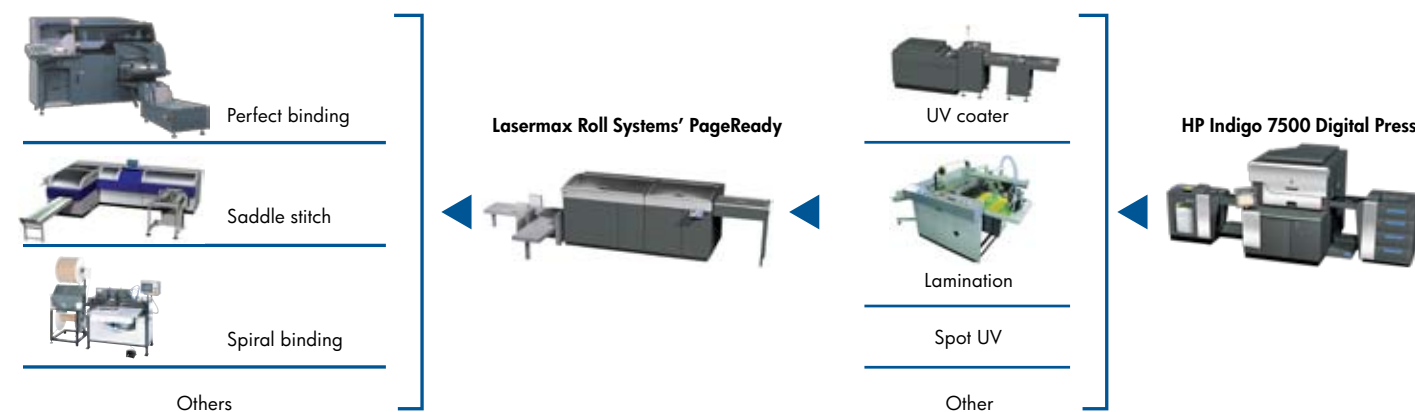 Perfect binding
Saddle stitch
Spiral binding
Others
Lasermax Roll Systems’ PageReady
UV coater
Lamination
Spot UV
Other
HP Indigo 7500 Digital Press